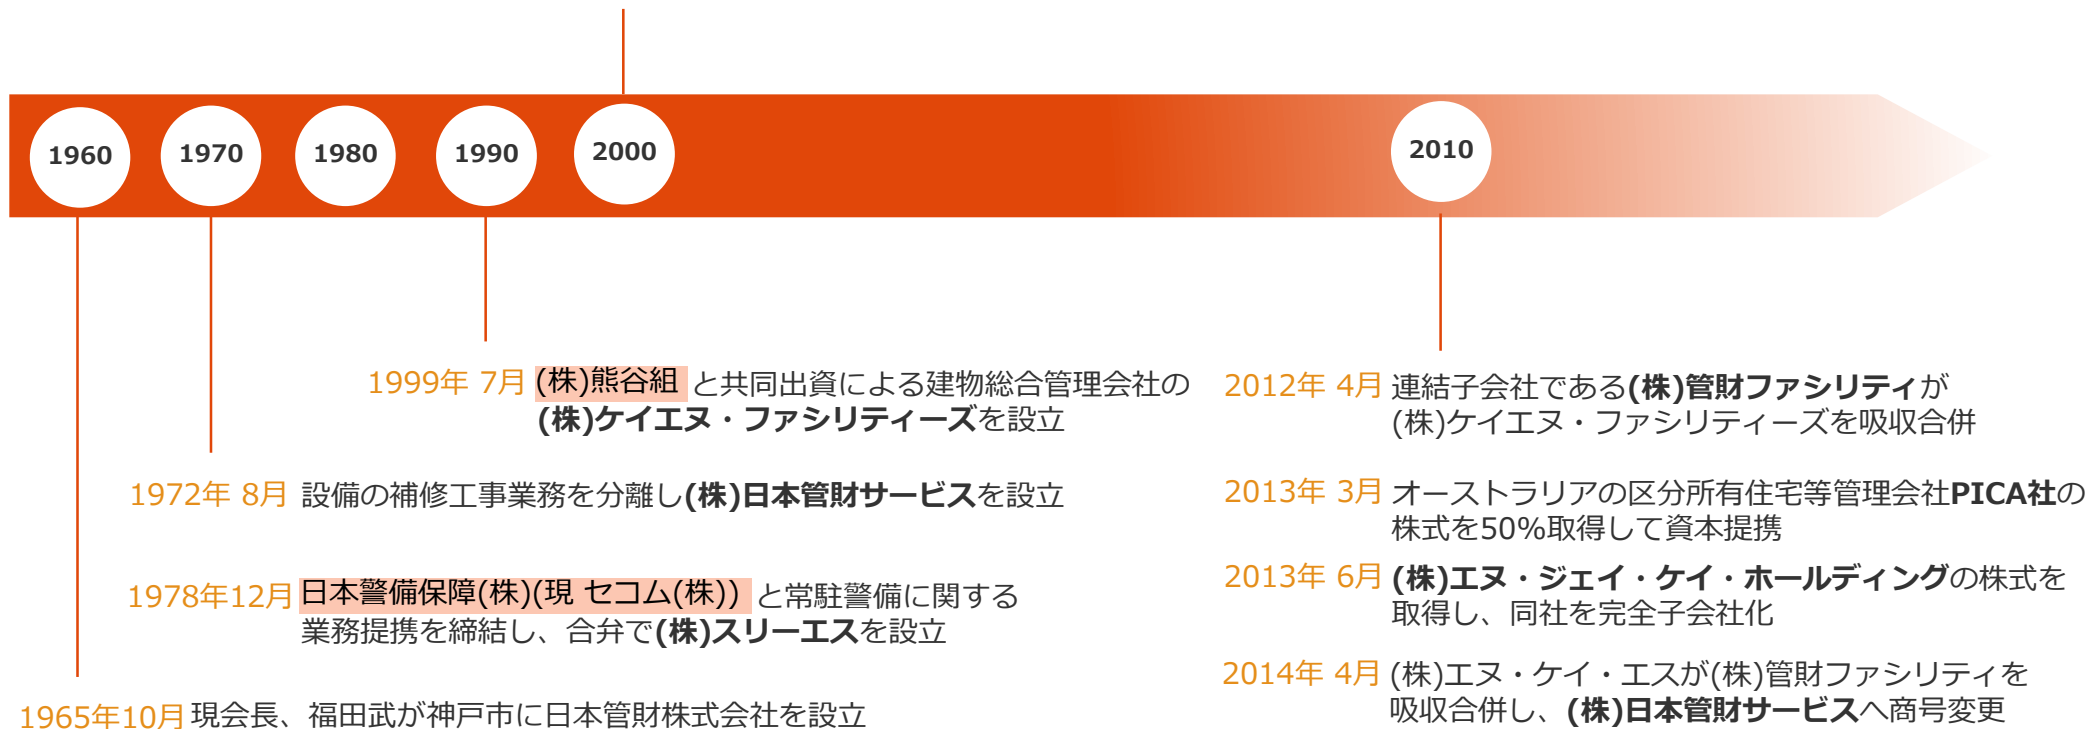 1960 1970 1980 1990 2000 2010
1999年 7月 (株)熊谷組 と共同出資による建物総合管理会社の
(株)ケイエヌ・ファシリティーズを設立
1972年 8月 設備の補修工事業務を分離し(株)日本管財サービスを設立
1978年12月 日本警備保障(株)(現 セコム(株)) と常駐警備に関する
業務提携を締結し、合弁で(株)スリーエスを設立
1965年10月 現会長、福田武が神戸市に日本管財株式会社を設立
2012年 4月 連結子会社である(株)管財ファシリティが
(株)ケイエヌ・ファシリティーズを吸収合併
2013年 3月 オーストラリアの区分所有住宅等管理会社PICA社の
株式を50%取得して資本提携
2013年 6月 (株)エヌ・ジェイ・ケイ・ホールディングの株式を
取得し、同社を完全子会社化
2014年 4月 (株)エヌ・ケイ・エスが(株)管財ファシリティを
吸収合併し、(株)日本管財サービスへ商号変更